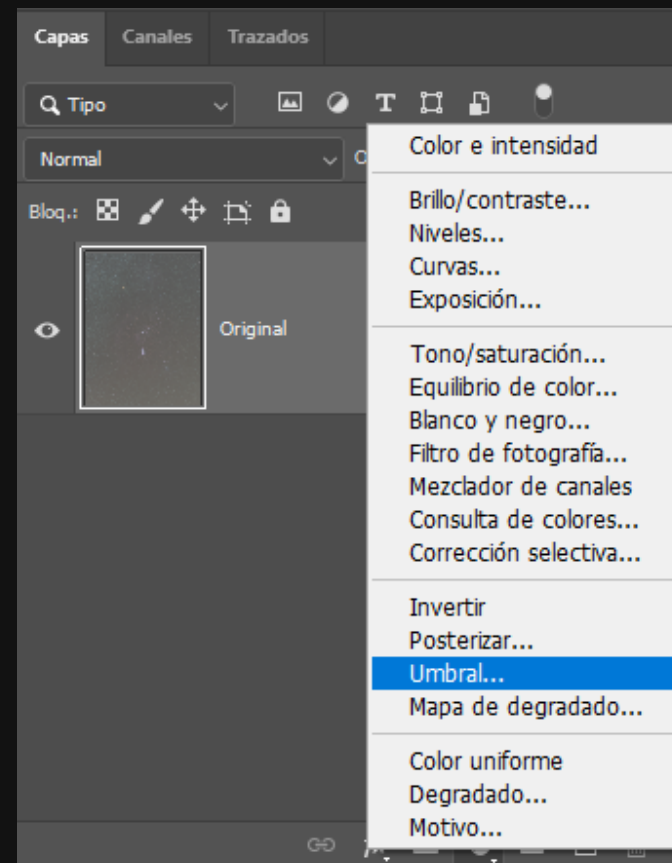 Capas Canales Trazados
Tipo
Normal
Bloq.:
Original
Color e intensidad
Brillo/contraste...
Niveles...
Curvas...
Exposición...
Tono/saturación...
Equilibrio de color...
Blanco y negro...
Filtro de fotografía...
Mezclador de canales
Consulta de colores...
Corrección selectiva...
Invertir
Posterizar...
Umbral...
Mapa de degradado...
Color uniforme
Degradado...
Motivo...